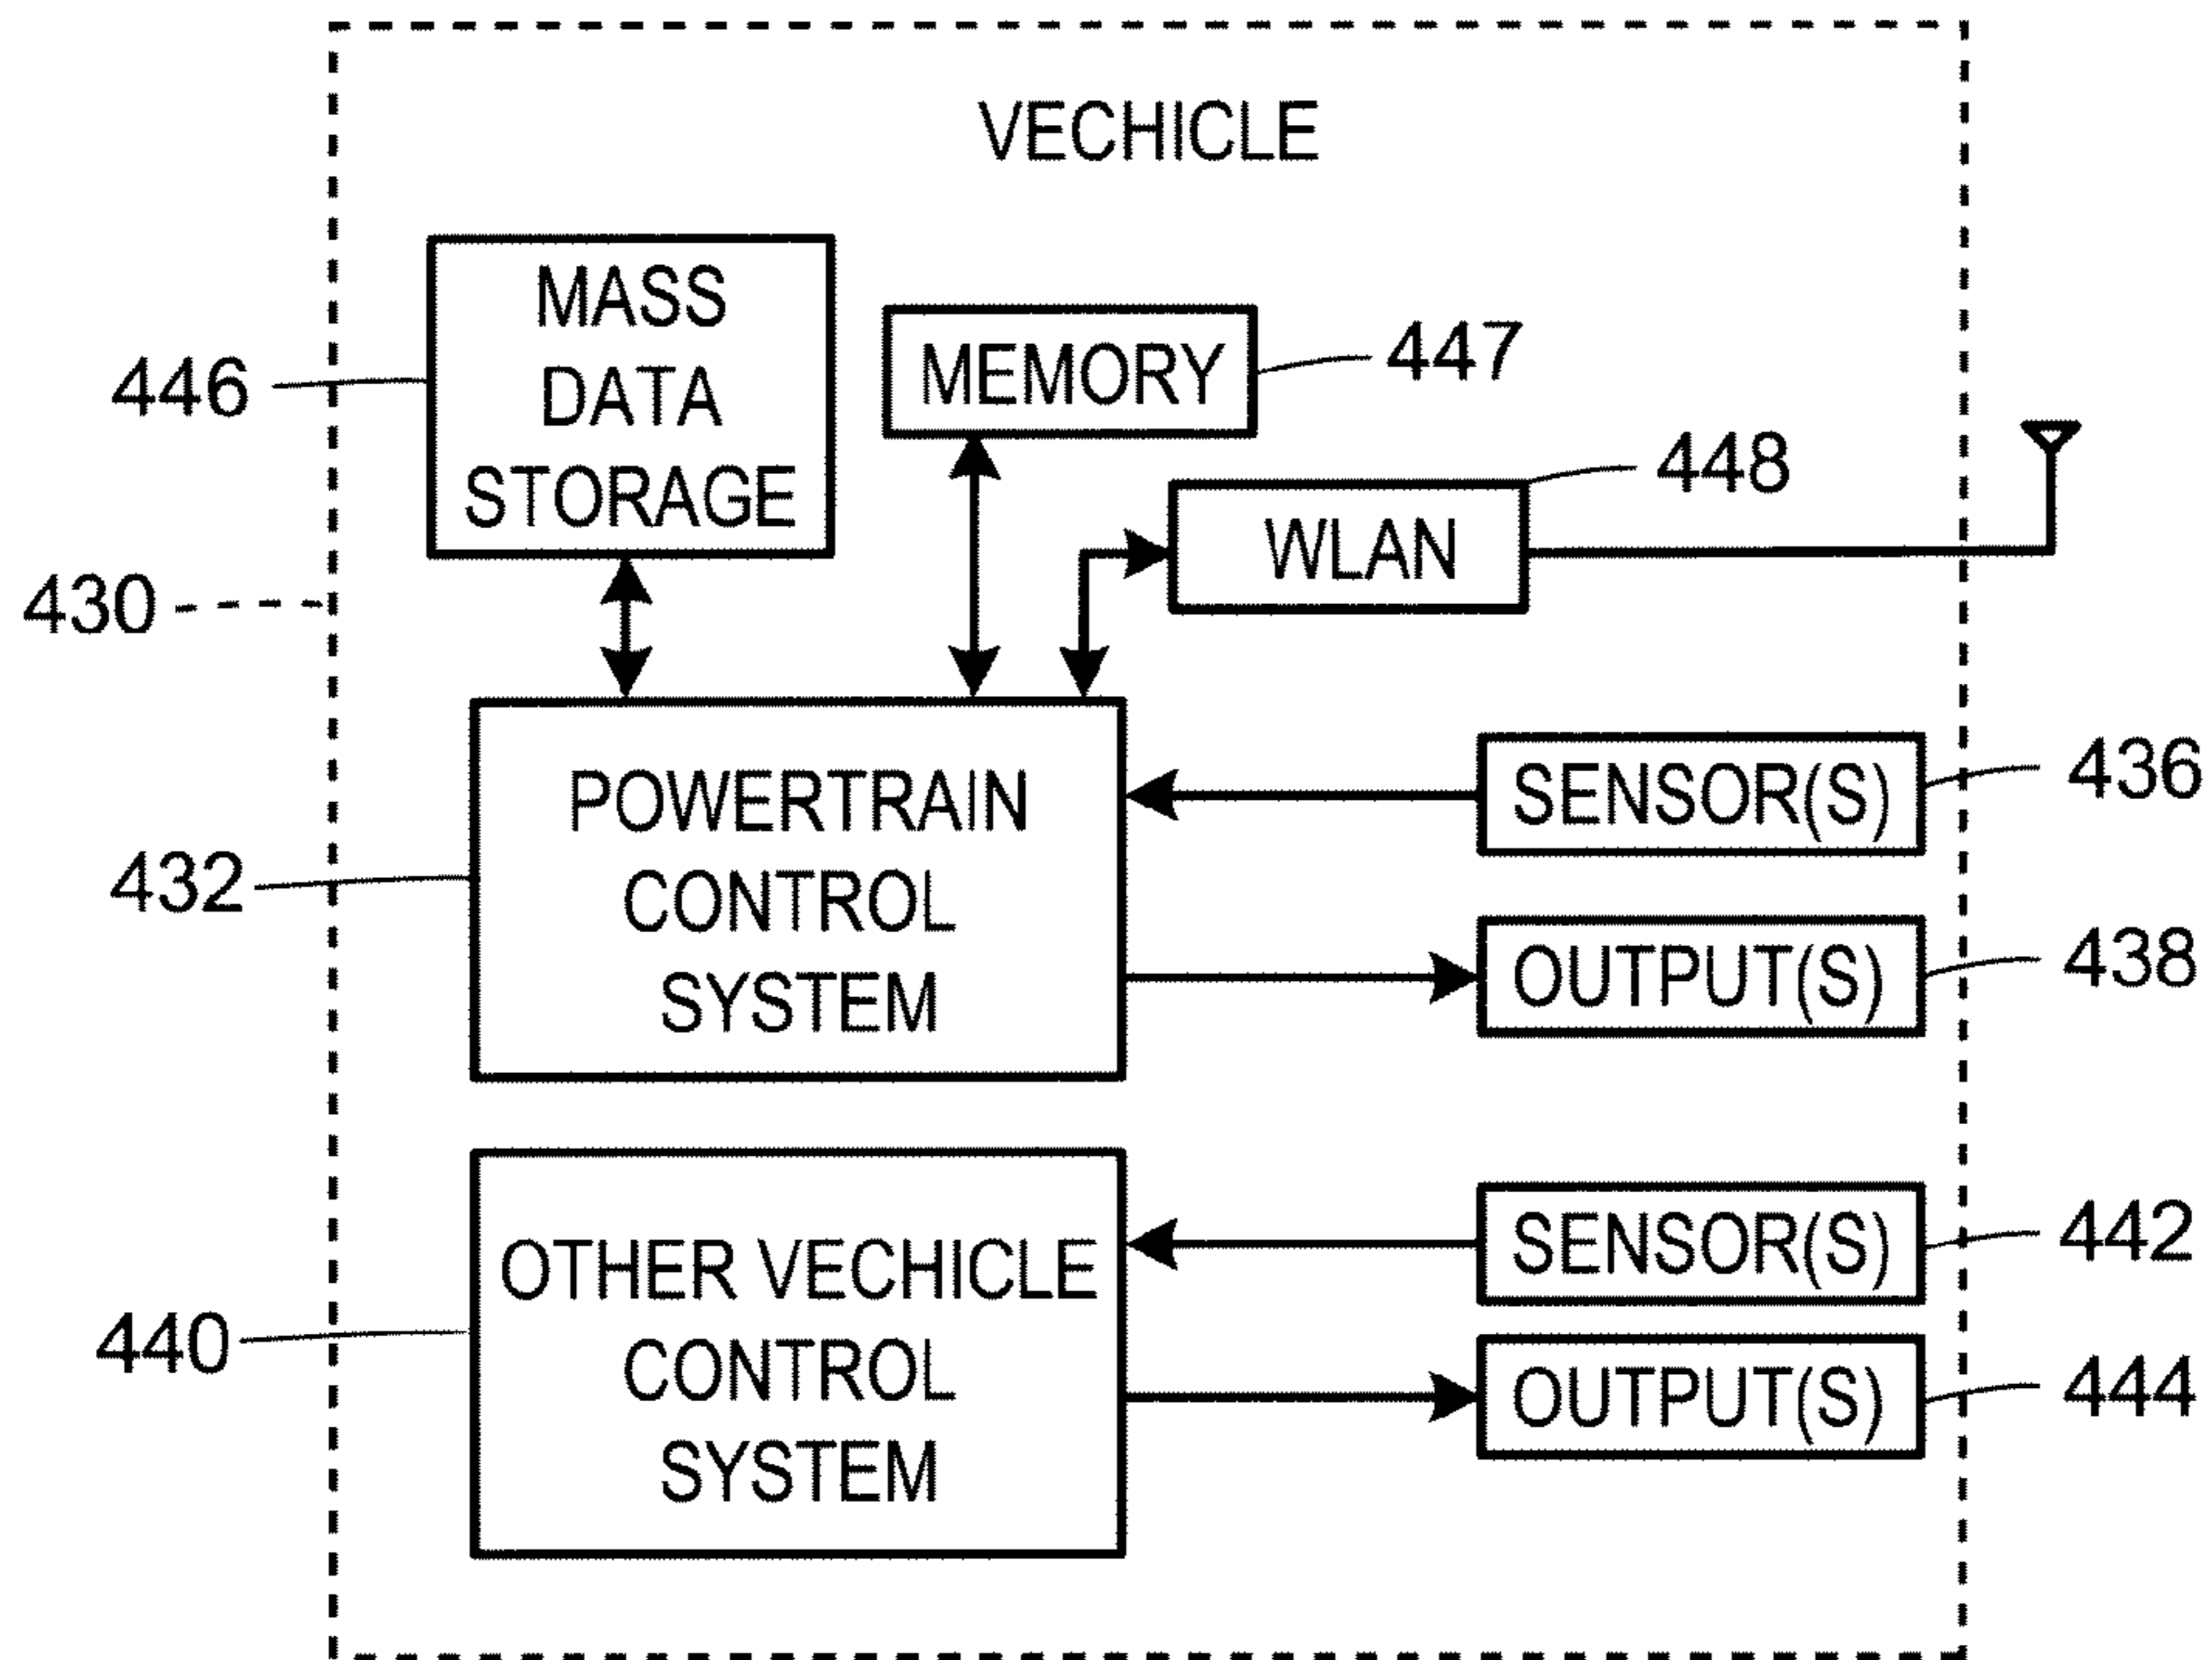 VECHICLE
MASS
DATA
STORAGE
446
MEMORY
447
448
WLAN
430
POWERTRAIN
CONTROL
SYSTEM
432
SENSOR(S)
436
OUTPUT(S)
438
OTHER VECHICLE
CONTROL
SYSTEM
440
SENSOR(S)
442
OUTPUT(S)
444